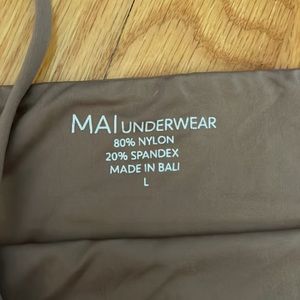 MAI UNDERWEAR
80% NYLON
20% SPANDEX
MADE IN BALI
L